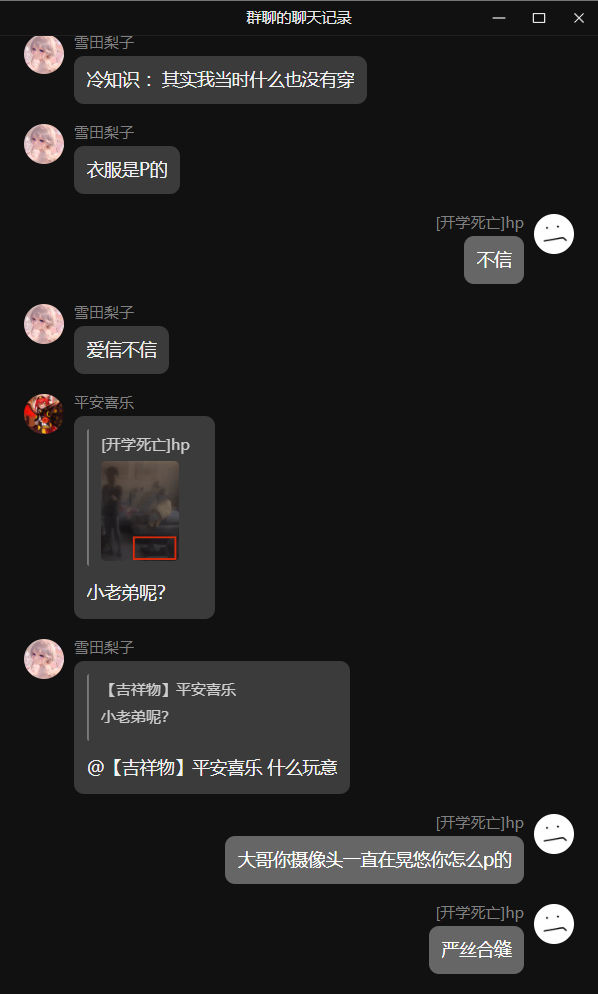 群聊的聊天记录
雪田梨子
冷知识： 其实我当时什么也没有穿
雪田梨子
衣服是P的
[开学死亡]hp
不信
雪田梨子
爱信不信
平安喜乐
[开学死亡]hp
小老弟呢？
雪田梨子
【吉祥物】平安喜乐
小老弟呢？
@【吉祥物】平安喜乐 什么玩意
[开学死亡]hp
大哥你摄像头一直在晃悠你怎么p的
[开学死亡]hp
严丝合缝